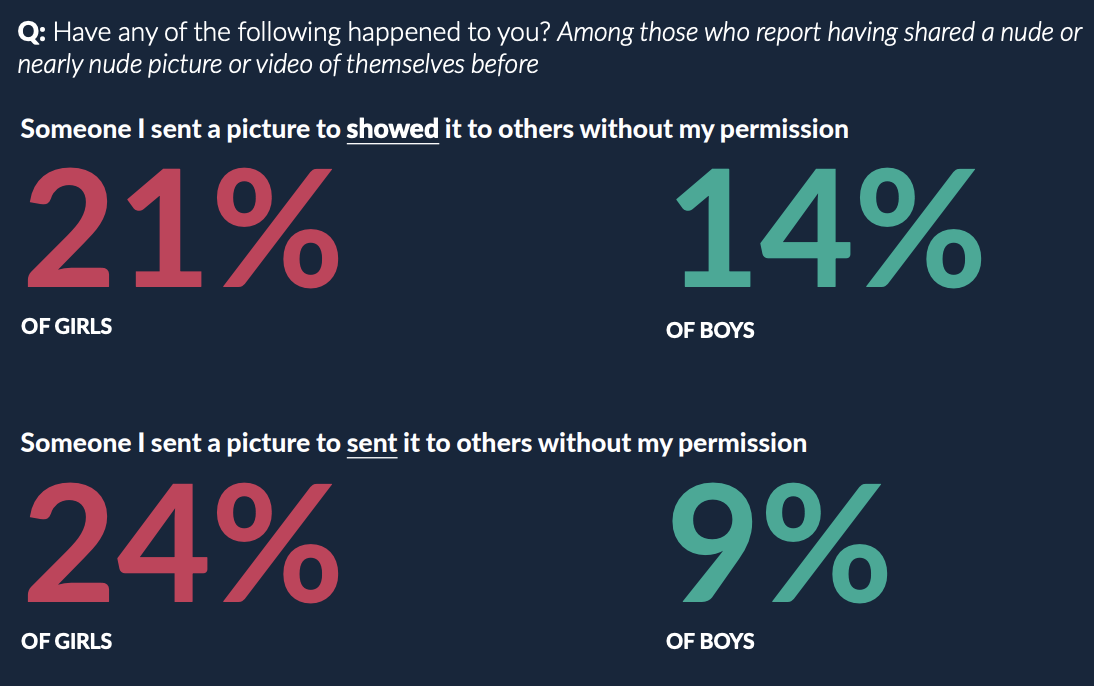 Q: Have any of the following happened to you? Among those who report having shared a nude or
nearly nude picture or video of themselves before
Someone I sent a picture to showed it to others without my permission
21% 14%
OF GIRLS OF BOYS
Someone I sent a picture to sent it to others without my permission
24% 9%
OF GIRLS OF BOYS